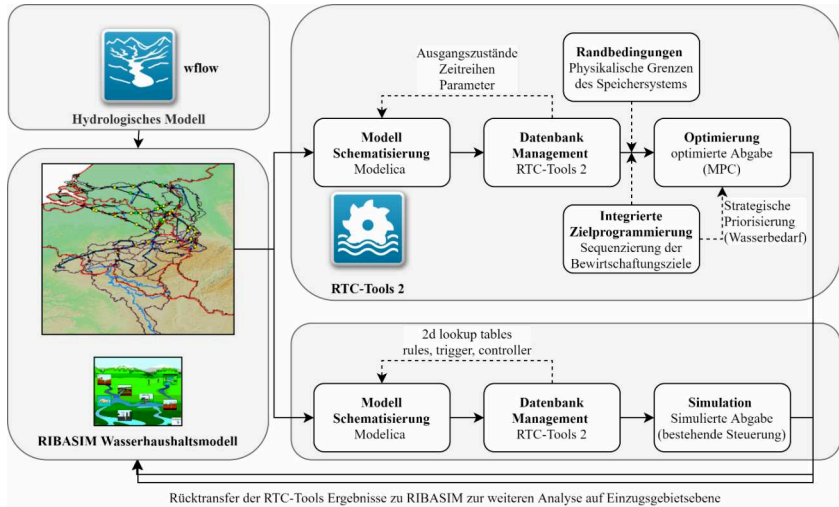 wflow
Hydrologisches Modell
RIBASIM Wasserhaushaltsmodell
Ausgangszustände
Zeitreihen
Parameter
Randbedingungen
Physikalische Grenzen
des Speichersystems
Modell
Schematisierung
Modelica
Datenbank
Management
RTC-Tools 2
Optimierung
optimierte Abgabe
(MPC)
Integrierte
Zielprogrammierung
Sequenzierung der
Bewirtschaftungsziele
Strategische
Priorisierung
(Wasserbedarf)
RTC-Tools 2
2d lookup tables
rules, trigger, controller
Modell
Schematisierung
Modelica
Datenbank
Management
RTC-Tools 2
Simulation
Simulierte Abgabe
(bestehende Steuerung)
Rücktransfer der RTC-Tools Ergebnisse zu RIBASIM zur weiteren Analyse auf Einzugsgebietsebene